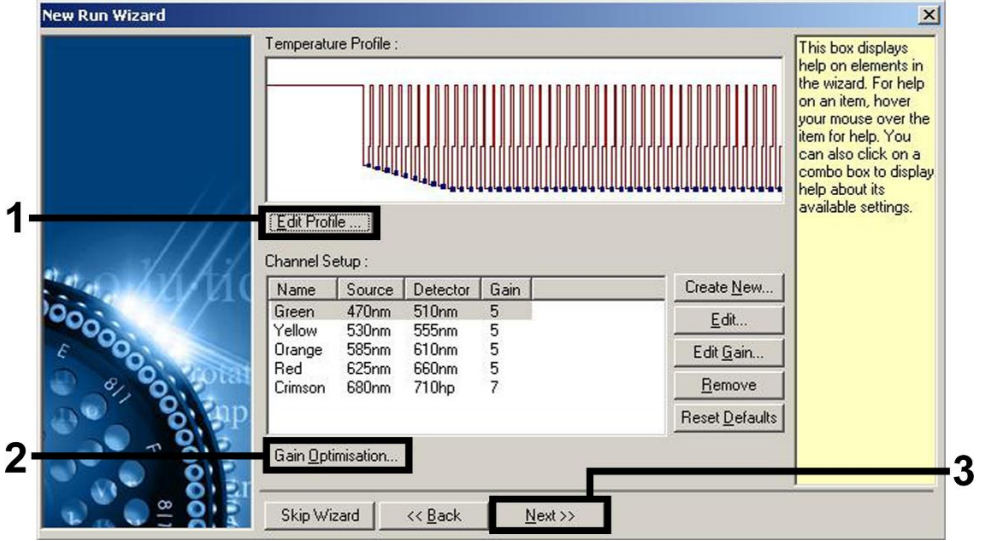 New Run Wizard
Temperature Profile :
This box displays
help on elements in
the wizard. For help
on an item, hover
your mouse over the
item for help. You
can also click on a
combo box to display
help about its
available settings.
1
Edit Profile ...
Channel Setup :
Name Source Detector Gain
Green 470nm 510nm 5
Yellow 530nm 555nm 5
Orange 585nm 610nm 5
Red 625nm 660nm 5
Crimson 680nm 710hp 7
Create New...
Edit...
Edit Gain...
Remove
Reset Defaults
2
Gain Optimisation...
3
Skip Wizard
<< Back
Next >>